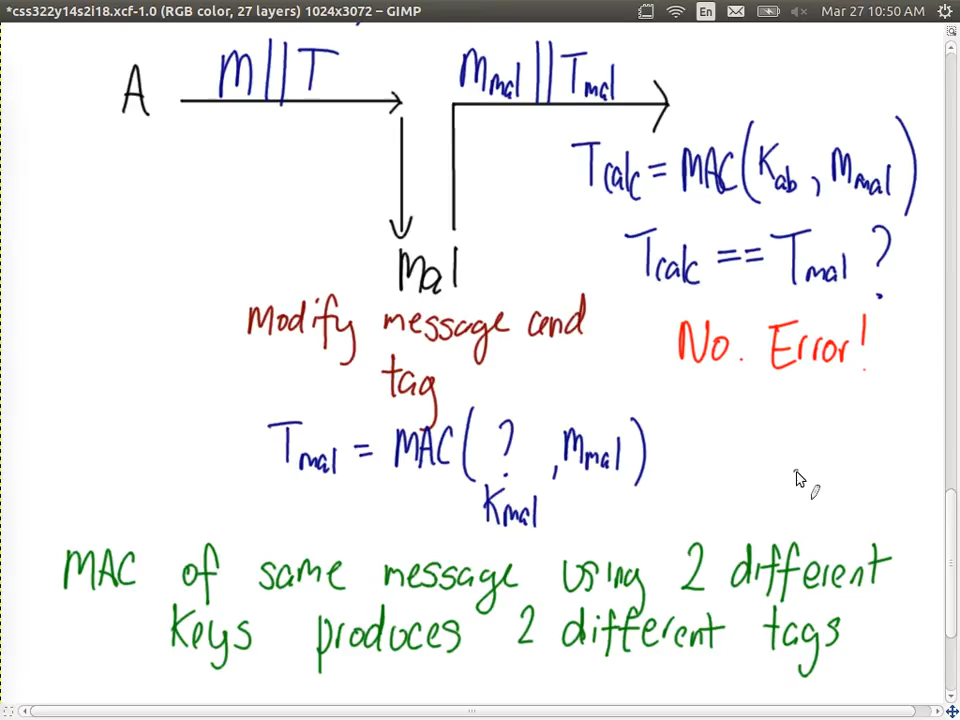 *css322y14s2i18.xcf-1.0 (RGB color, 27 layers) 1024x3072 – GIMP
En
Mar 27 10:50 AM
A
M||T
Mmal||Tmal
Tcalc = MAC(Kab, Mmal)
Mal
Tcalc == Tmal ?
Modify message and
tag
No. Error!
Tmal = MAC( ? , Mmal)
Kmal
MAC of same message using 2 different
Keys produces 2 different tags